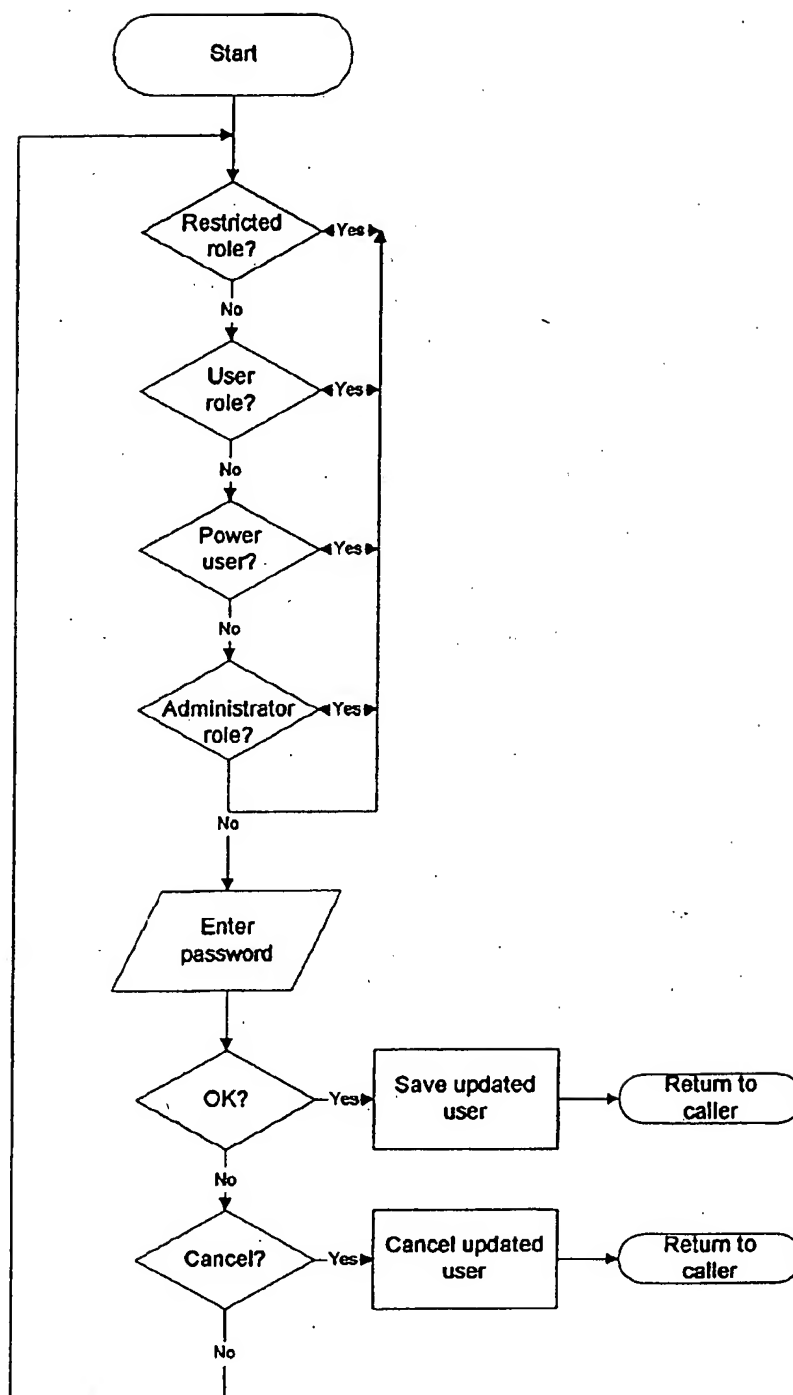 Start
Restricted
role?
Yes
No
User
role?
Yes
No
Power
user?
Yes
No
Administrator
role?
Yes
No
Enter
password
OK?
Yes
Save updated
user
Return to
caller
No
Cancel?
Yes
Cancel updated
user
Return to
caller
No